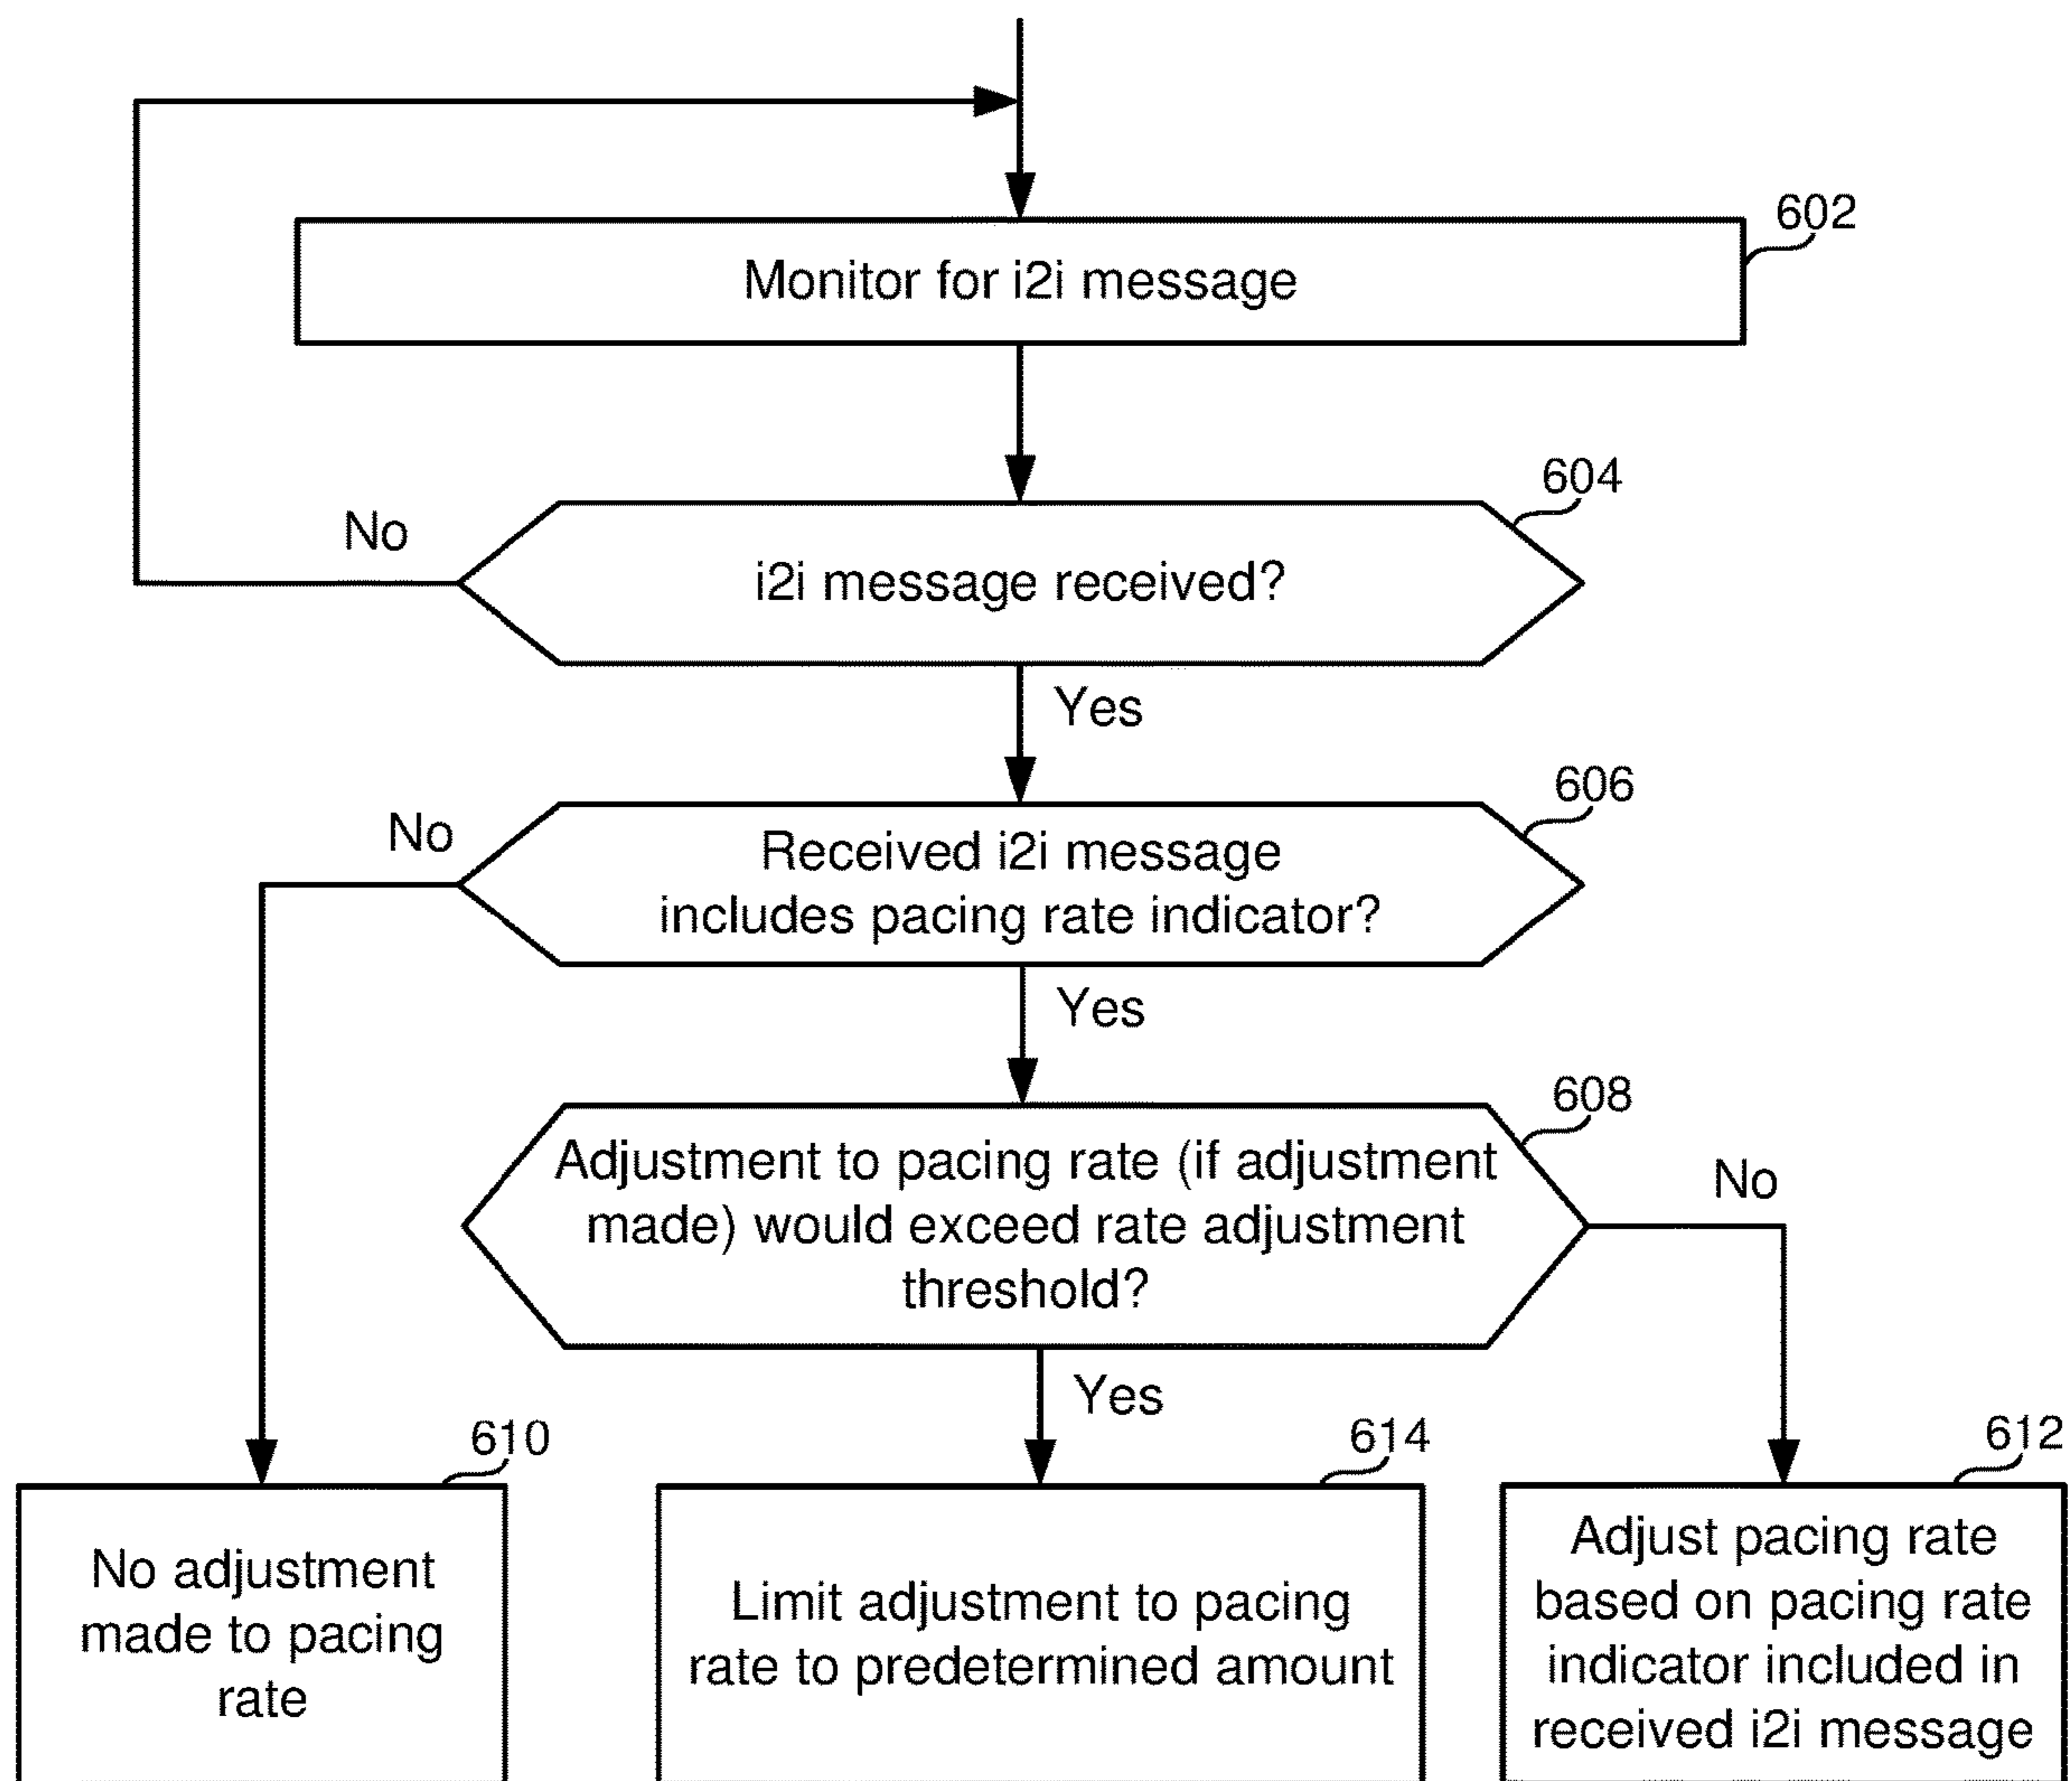 602
Monitor for i2i message
604
No
i2i message received?
Yes
606
No
Received i2i message
includes pacing rate indicator?
Yes
608
Adjustment to pacing rate (if adjustment
made) would exceed rate adjustment
threshold?
No
Yes
610
614
612
No adjustment
made to pacing
rate
Limit adjustment to pacing
rate to predetermined amount
Adjust pacing rate
based on pacing rate
indicator included in
received i2i message